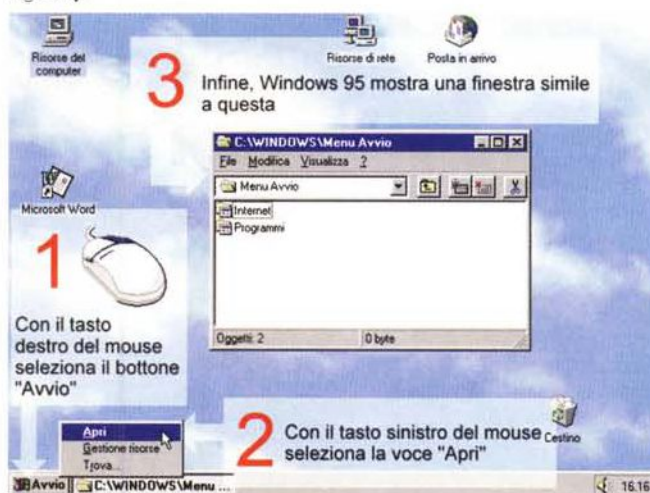 Risorse del
computer
Risorse di rete
Posta in arrivo
3
Infine, Windows 95 mostra una finestra simile
a questa
C:\WINDOWS\Menu Avvio
File Modifica Visualizza ?
Menu Avvio
Internet
Programmi
Oggetti: 2
0 byte
Microsoft Word
1
Con il tasto
destro del mouse
seleziona il bottone
"Avvio"
Apri
Gestione risorse
Trova...
2
Con il tasto sinistro del mouse
seleziona la voce "Apri"
Cestino
Avvio
C:\WINDOWS\Menu ...
16.16